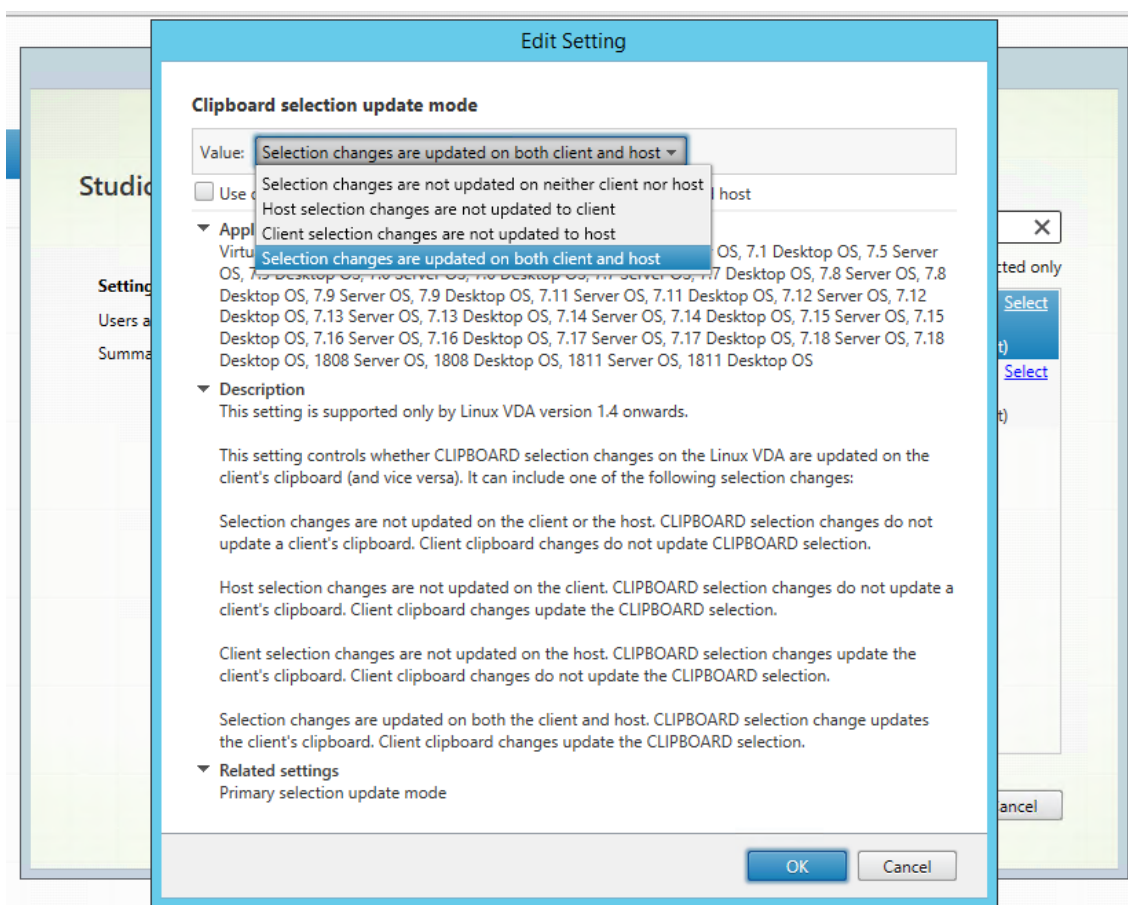 Edit Setting
Clipboard selection update mode
Value: Selection changes are updated on both client and host
Selection changes are not updated on neither client nor host
Studio
Use host
Host selection changes are not updated to client
Client selection changes are not updated to host
OS, 7.1 Desktop OS, 7.5 Server
Selection changes are updated on both client and host
Desktop OS, 7.8 Server OS, 7.8
cted only
Setting
Desktop OS, 7.9 Server OS, 7.9 Desktop OS, 7.11 Server OS, 7.11 Desktop OS, 7.12 Server OS, 7.12
Select
Users a
Desktop OS, 7.13 Server OS, 7.13 Desktop OS, 7.14 Server OS, 7.14 Desktop OS, 7.15 Server OS, 7.15
Desktop OS, 7.16 Server OS, 7.16 Desktop OS, 7.17 Server OS, 7.17 Desktop OS, 7.18 Server OS, 7.18
t)
Summa
Desktop OS, 1808 Server OS, 1808 Desktop OS, 1811 Server OS, 1811 Desktop OS
Select
Description
This setting is supported only by Linux VDA version 1.4 onwards.
t)
This setting controls whether CLIPBOARD selection changes on the Linux VDA are updated on the
client's clipboard (and vice versa). It can include one of the following selection changes:
Selection changes are not updated on the client or the host. CLIPBOARD selection changes do not
update a client's clipboard. Client clipboard changes do not update CLIPBOARD selection.
Host selection changes are not updated on the client. CLIPBOARD selection changes do not update a
client's clipboard. Client clipboard changes update the CLIPBOARD selection.
Client selection changes are not updated on the host. CLIPBOARD selection changes update the
client's clipboard. Client clipboard changes do not update the CLIPBOARD selection.
Selection changes are updated on both the client and host. CLIPBOARD selection change updates
the client's clipboard. Client clipboard changes update the CLIPBOARD selection.
Related settings
Primary selection update mode
ancel
OK
Cancel